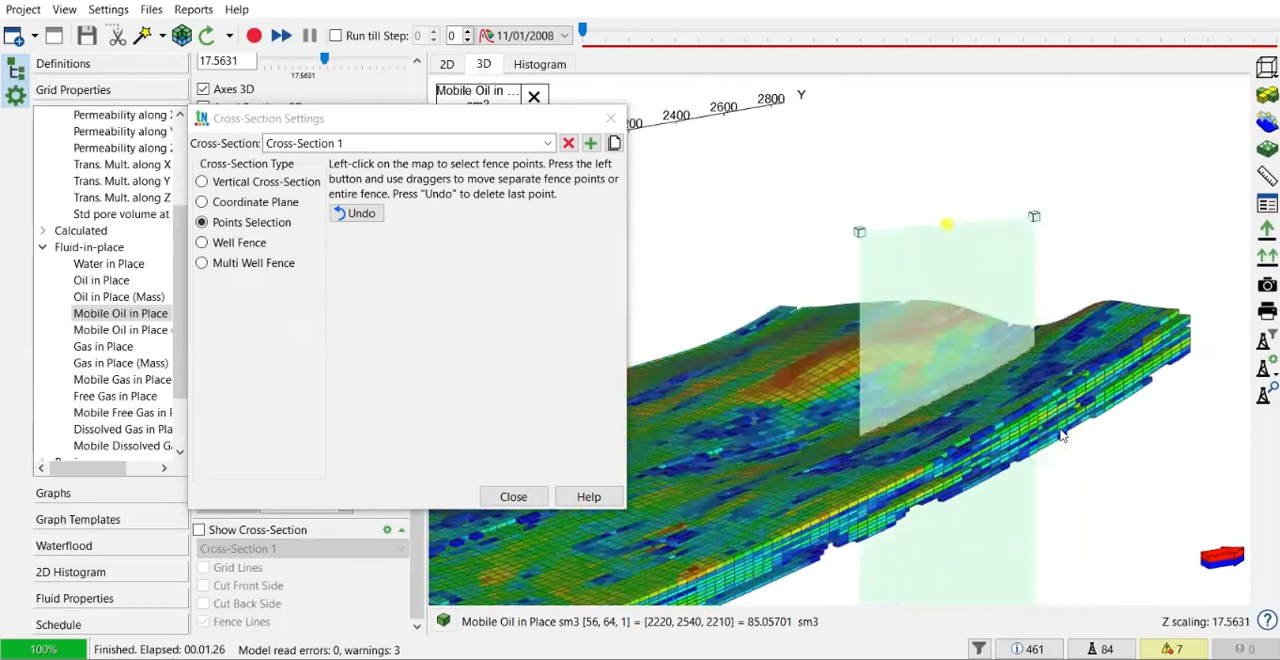 Project View Settings Files Reports Help
Run till Step: 0 0 11/01/2008
Definitions
Grid Properties
Permeability along
Permeability along
Permeability along
Trans. Mult. along X
Trans. Mult. along Y
Trans. Mult. along Z
Std pore volume at
Calculated
Fluid-in-place
Water in Place
Oil in Place
Oil in Place (Mass)
Mobile Oil in Place
Mobile Oil in Place
Gas in Place
Gas in Place (Mass)
Mobile Gas in Place
Free Gas in Place
Mobile Free Gas in
Dissolved Gas in Pla
Mobile Dissolved G
Graphs
Graph Templates
Waterflood
2D Histogram
Fluid Properties
Schedule
17.5631
17.5631
Axes 3D
Cross-Section Settings
Cross-Section: Cross-Section 1
Cross-Section Type
Vertical Cross-Section
Coordinate Plane
Points Selection
Well Fence
Multi Well Fence
Left-click on the map to select fence points. Press the left
button and use draggers to move separate fence points or
entire fence. Press "Undo" to delete last point.
Undo
Close Help
Show Cross-Section
Cross-Section 1
Grid Lines
Cut Front Side
Cut Back Side
Fence Lines
2D 3D Histogram
Mobile Oil in ...
sm3
00 2400 2600 2800 Y
Mobile Oil in Place sm3 [56, 64, 1] = [2220, 2540, 2210] = 85.05701 sm3
Z scaling: 17.5631
100% Finished. Elapsed: 00.01.26 Model read errors: 0, warnings: 3
461 84 7 0